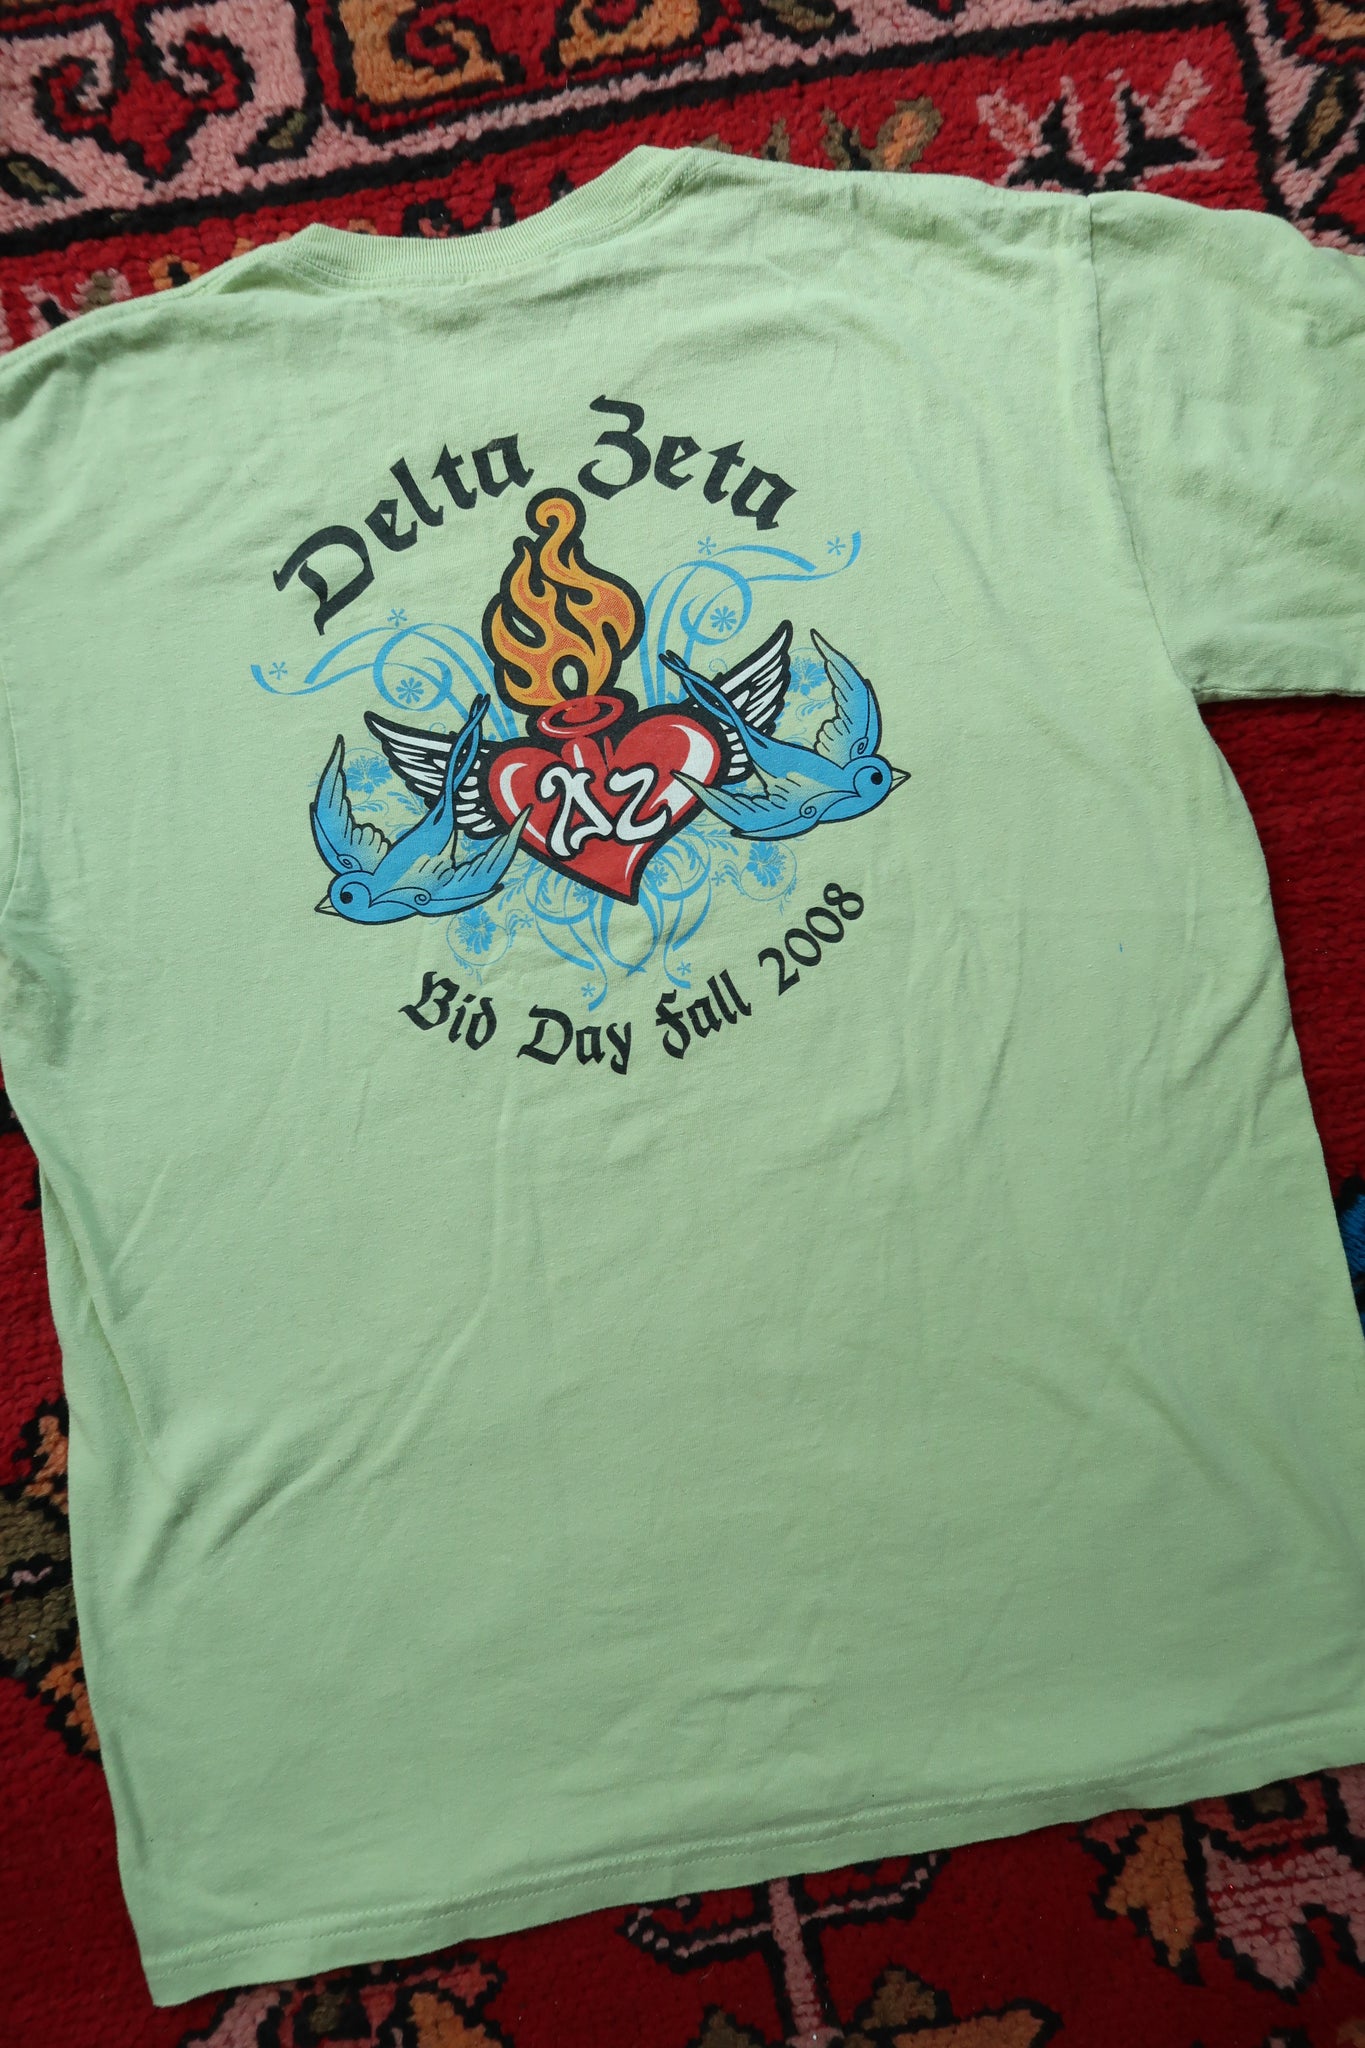 Delta Zeta
ΔZ
Bid Day Fall 2008